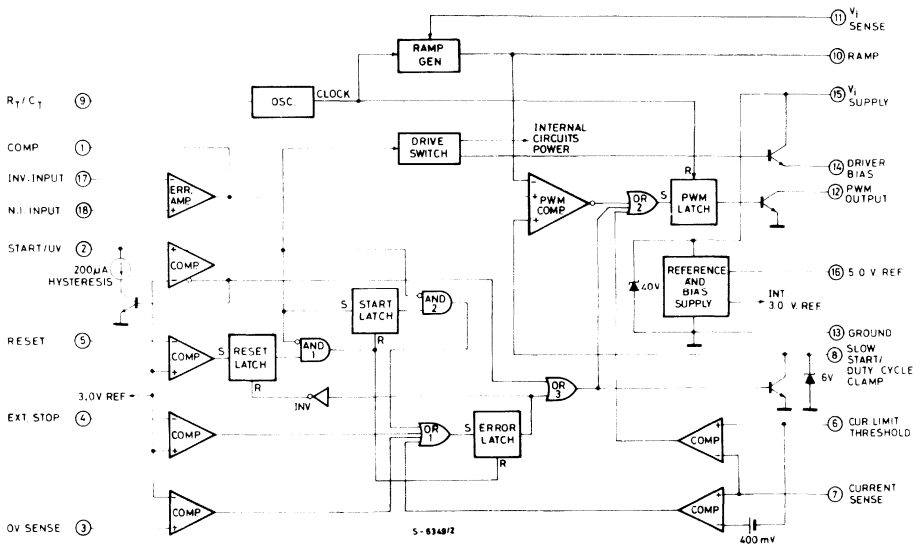 11 Vi SENSE
RAMP GEN
10 RAMP
15 Vi SUPPLY
RT/CT 9
OSC.
CLOCK
COMP 1
INTERNAL CIRCUITS POWER
DRIVE SWITCH
14 DRIVER BIAS
INV. INPUT 17
ERR. AMP
- +
N.I. INPUT 18
PWM COMP
- + +
OR 2
S
R
PWM LATCH
12 PWM OUTPUT
START/UV 2
200µA HYSTERESIS
COMP
+ -
40V
REFERENCE AND BIAS SUPPLY
16 5.0 V REF
INT 3.0 V. REF
S
START LATCH
R
AND 2
13 GROUND
RESET 5
COMP
- +
S
RESET LATCH
R
AND 1
8 SLOW START/ DUTY CYCLE CLAMP
6V
3.0V REF
INV
OR 3
EXT. STOP 4
COMP
- +
OR 1
S
ERROR LATCH
R
COMP
+ -
6 CUR LIMIT THRESHOLD
7 CURRENT SENSE
COMP
+ -
400 mV
OV SENSE 3
COMP
- +
S-6349/2